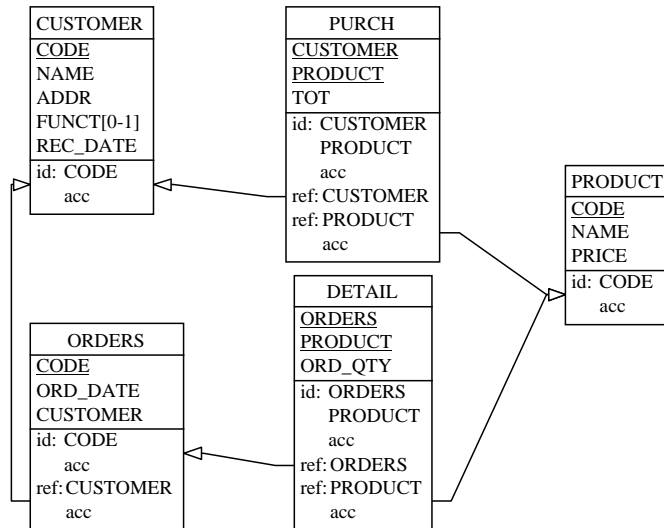 CUSTOMER
CODE
NAME
ADDR
FUNCT[0-1]
REC_DATE
id: CODE
acc
PURCH
CUSTOMER
PRODUCT
TOT
id: CUSTOMER
PRODUCT
acc
ref: CUSTOMER
ref: PRODUCT
acc
PRODUCT
CODE
NAME
PRICE
id: CODE
acc
ORDERS
CODE
ORD_DATE
CUSTOMER
id: CODE
acc
ref: CUSTOMER
acc
DETAIL
ORDERS
PRODUCT
ORD_QTY
id: ORDERS
PRODUCT
acc
ref: ORDERS
ref: PRODUCT
acc